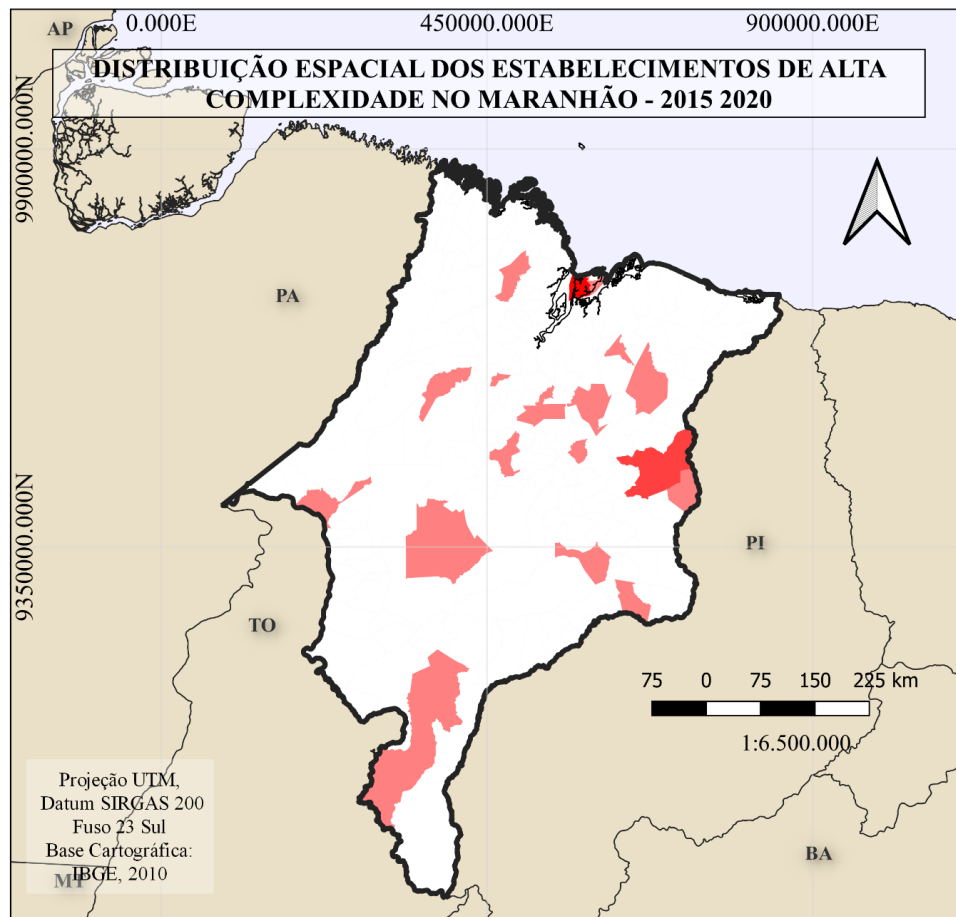 AP
0.000E
450000.000E
900000.000E
DISTRIBUIÇÃO ESPACIAL DOS ESTABELECIMENTOS DE ALTA
COMPLEXIDADE NO MARANHÃO - 2015 2020
9900000.000N
PA
9350000.000N
PI
TO
75 0 75 150 225 km
1:6.500.000
Projeção UTM,
Datum SIRGAS 200
Fuso 23 Sul
Base Cartográfica:
IBGE, 2010
MT
BA